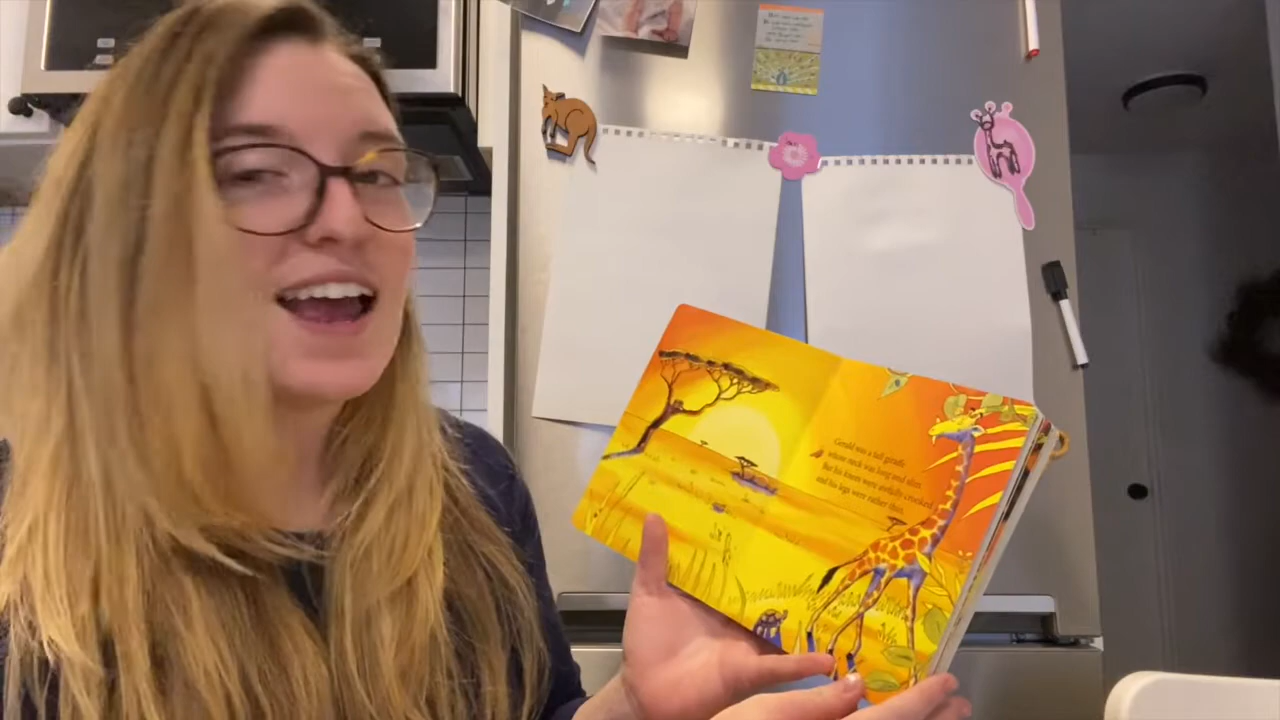 Gerald was a tall giraffe
whose neck was long and slim.
But his knees were awfully crooked
and his legs were rather thin.